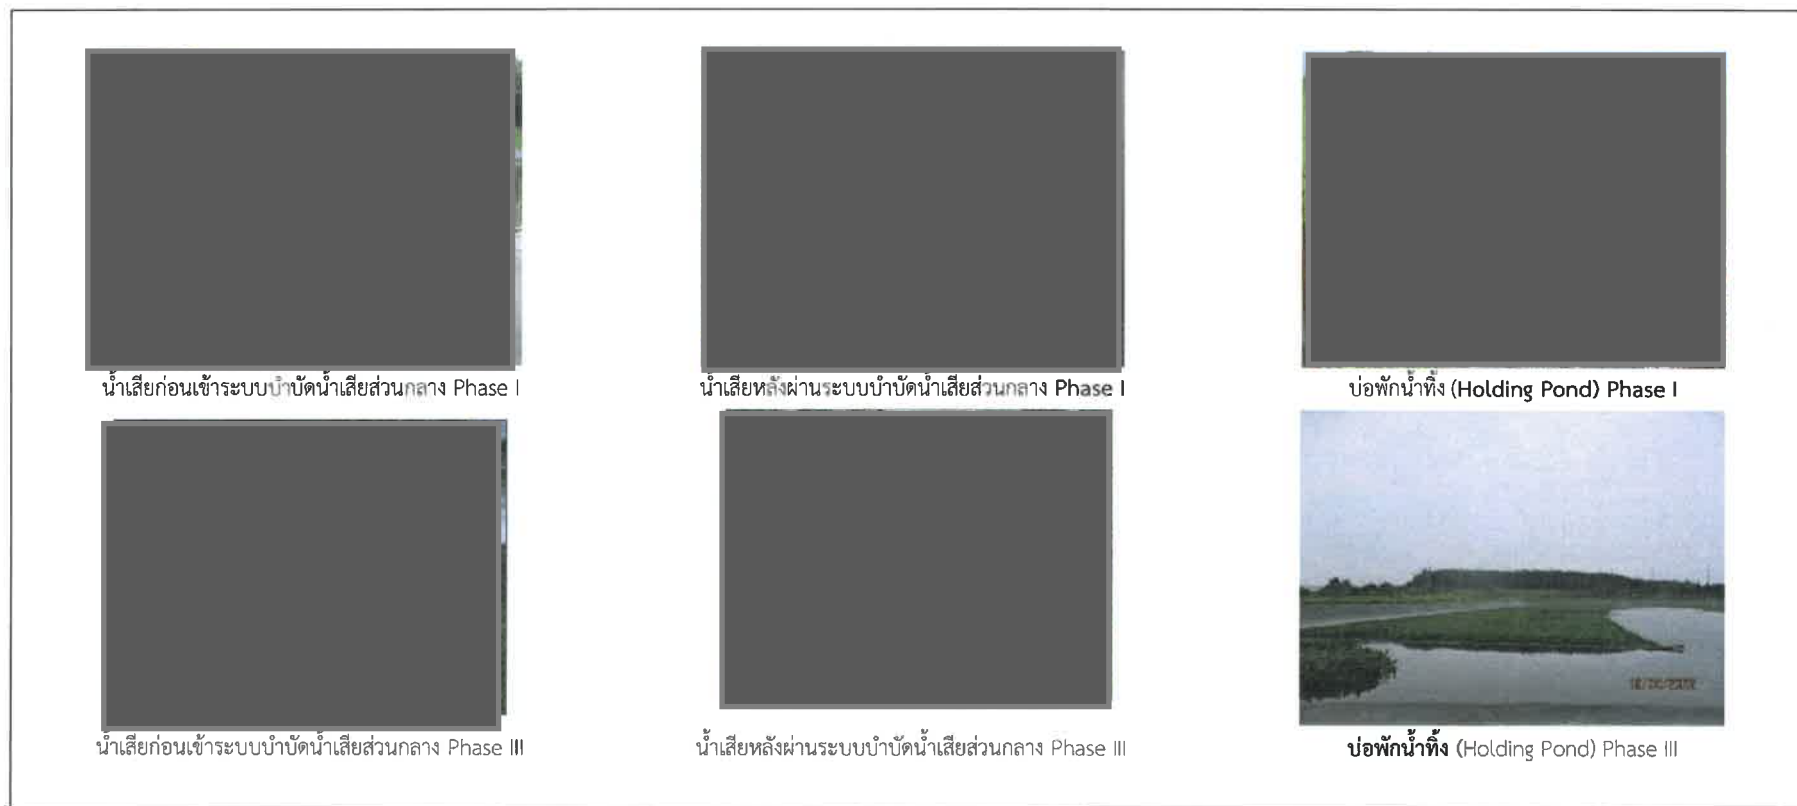 น้ำเสียก่อนเข้าระบบบำบัดน้ำเสียส่วนกลาง Phase I
น้ำเสียหลังผ่านระบบบำบัดน้ำเสียส่วนกลาง Phase I
บ่อพักน้ำทิ้ง (Holding Pond) Phase I
น้ำเสียก่อนเข้าระบบบำบัดน้ำเสียส่วนกลาง Phase III
น้ำเสียหลังผ่านระบบบำบัดน้ำเสียส่วนกลาง Phase III
บ่อพักน้ำทิ้ง (Holding Pond) Phase III